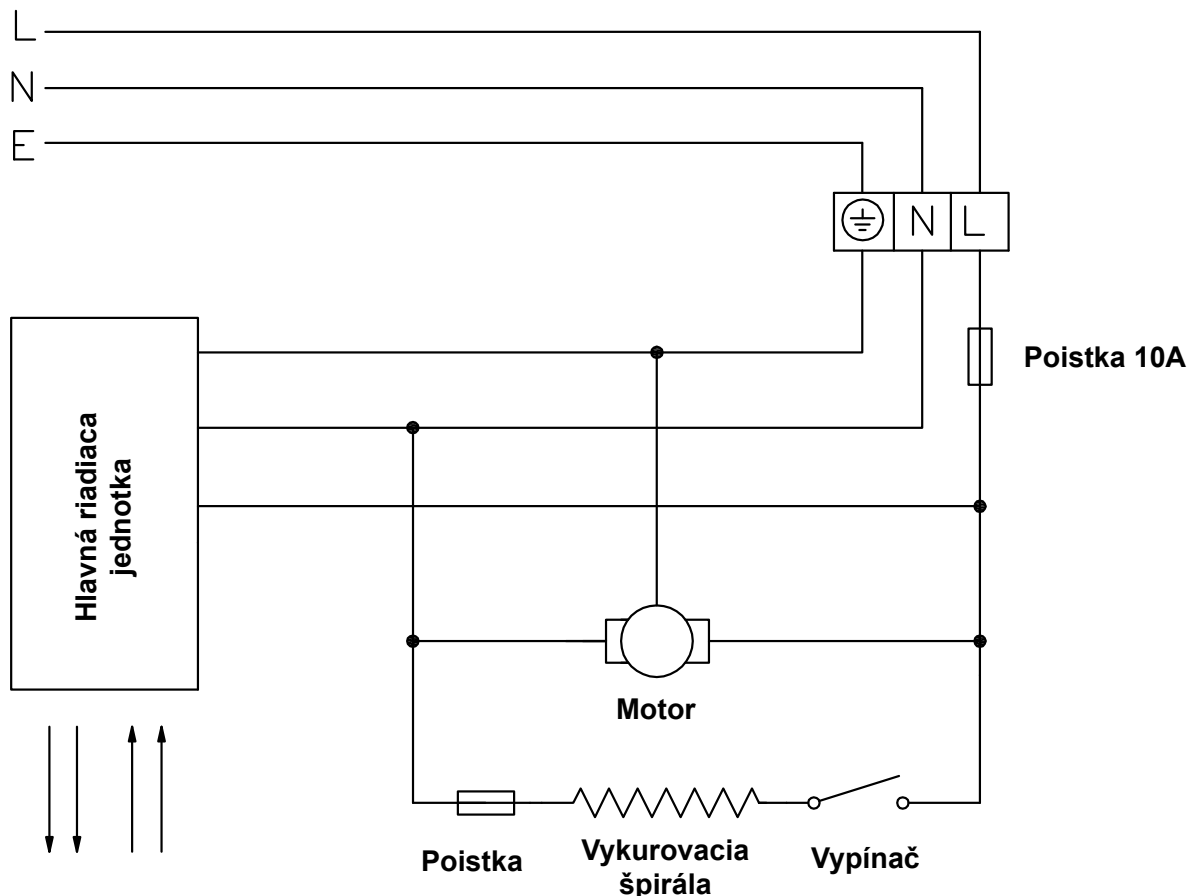 L
N
E
N L
Poistka 10A
Hlavná riadiaca
jednotka
Motor
Poistka
Vykurovacia
špirála
Vypínač